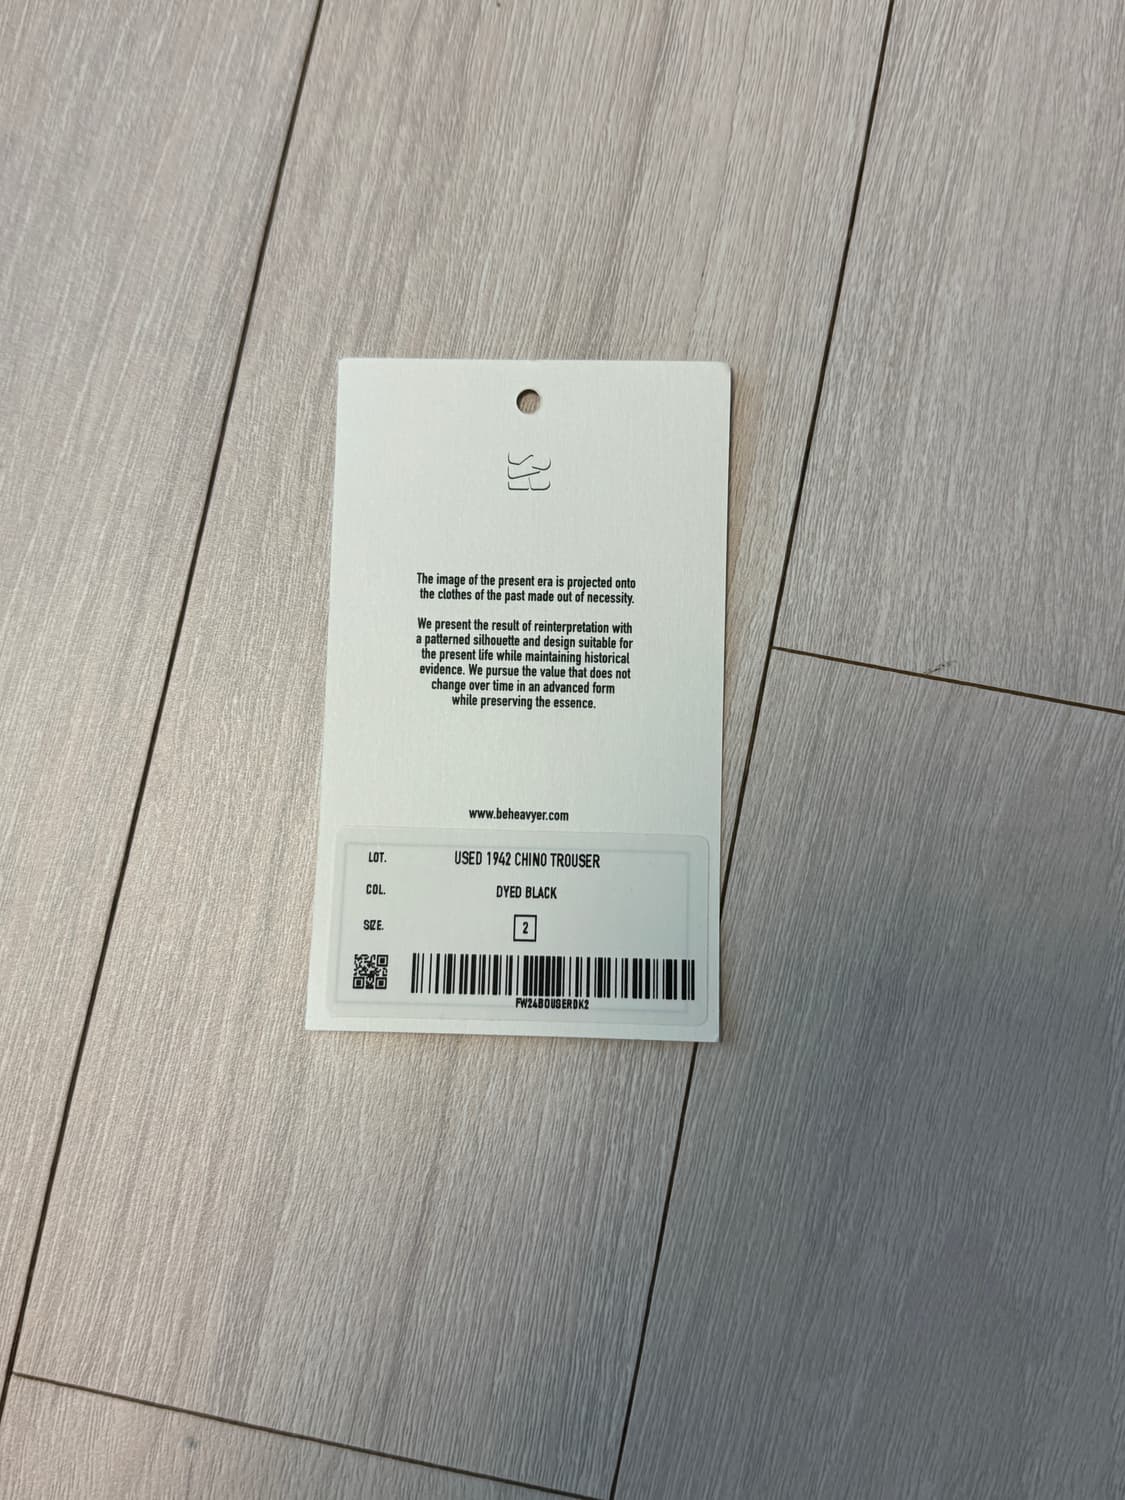 The image of the present era is projected onto
the clothes of the past made out of necessity.
We present the result of reinterpretation with
a patterned silhouette and design suitable for
the present life while maintaining historical
evidence. We pursue the value that does not
change over time in an advanced form
while preserving the essence.
www.beheavyer.com
LOT. USED 1942 CHINO TROUSER
COL. DYED BLACK
SIZE. 2
FW24BOUSERDK2